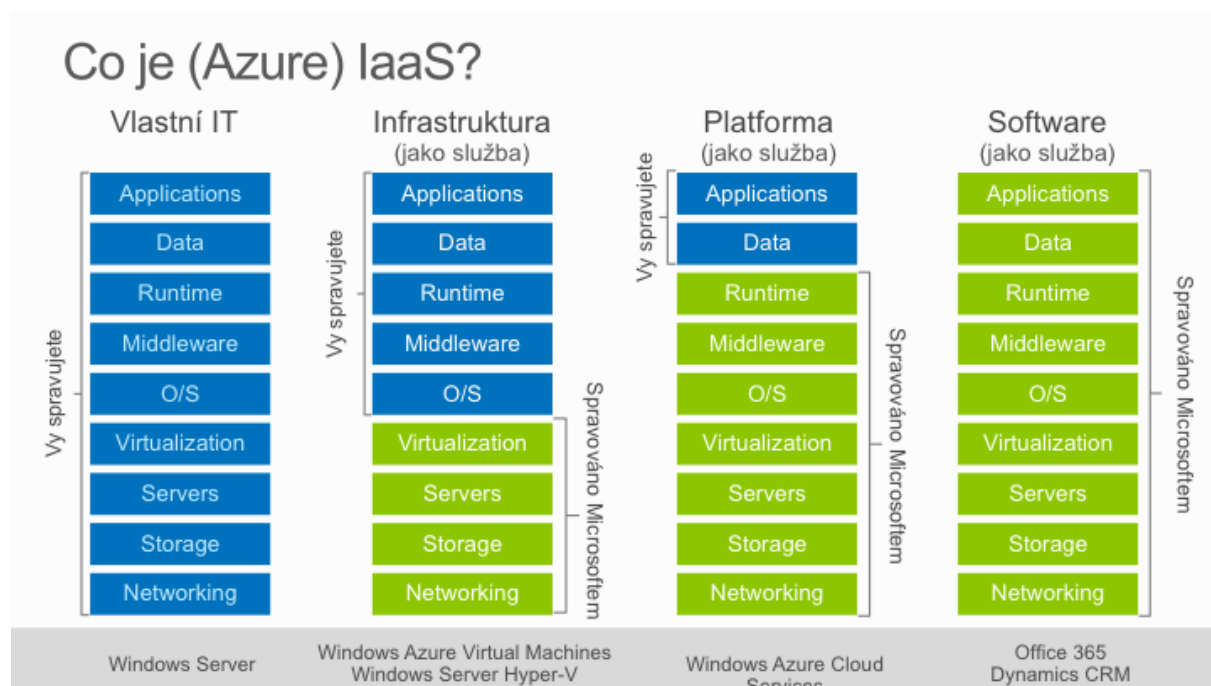 Co je (Azure) IaaS?
Vlastní IT
Vy spravujete
Applications
Data
Runtime
Middleware
O/S
Virtualization
Servers
Storage
Networking
Windows Server
Infrastruktura
(jako služba)
Vy spravujete
Applications
Data
Runtime
Middleware
O/S
Virtualization
Servers
Storage
Networking
Spravováno Microsoftem
Windows Azure Virtual Machines
Windows Server Hyper-V
Platforma
(jako služba)
Vy spravujete
Applications
Data
Runtime
Middleware
O/S
Virtualization
Servers
Storage
Networking
Spravováno Microsoftem
Windows Azure Cloud
Services
Software
(jako služba)
Applications
Data
Runtime
Middleware
O/S
Virtualization
Servers
Storage
Networking
Spravováno Microsoftem
Office 365
Dynamics CRM